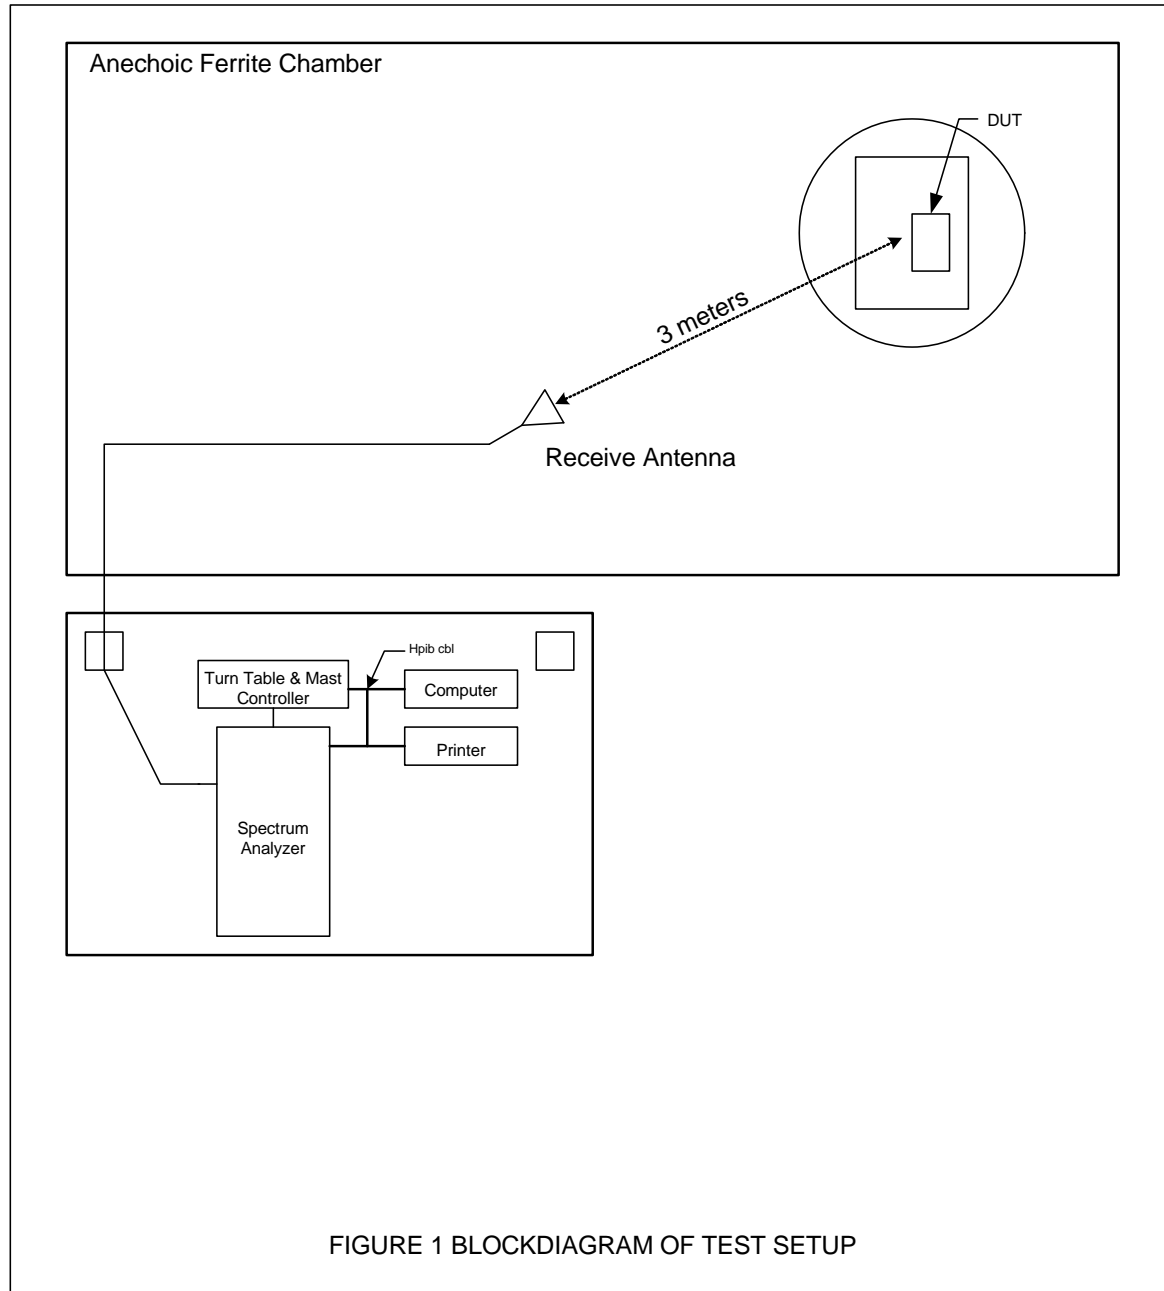 Anechoic Ferrite Chamber
DUT
3 meters
Receive Antenna
Hpib cbl
Turn Table & Mast
Controller
Computer
Printer
Spectrum
Analyzer
FIGURE 1 BLOCKDIAGRAM OF TEST SETUP